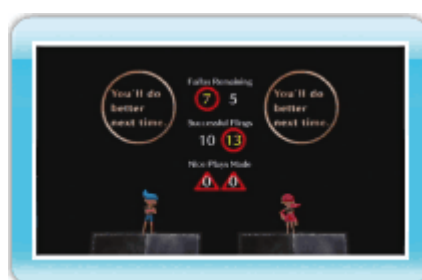 You'll do
better
next time.
You'll do
better
next time.
Remaining
7 5
Successful Flings
10 13
Nice Plays Made
0 0